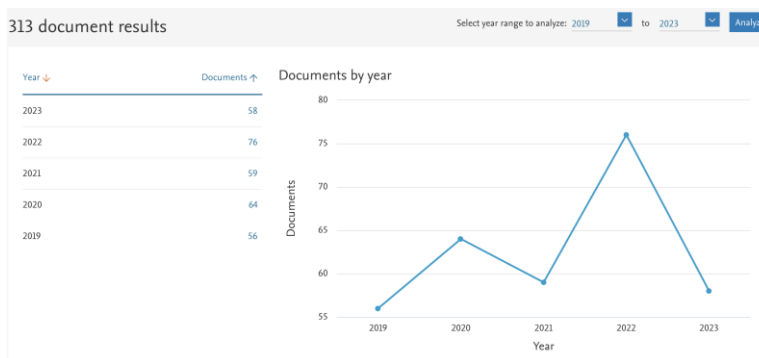 313 document results
Select year range to analyze: 2019 to 2023
Year Documents
2023 58
2022 76
2021 59
2020 64
2019 56
Documents by year
80
75
70
65
60
55
Documents
2019 2020 2021 2022 2023
Year